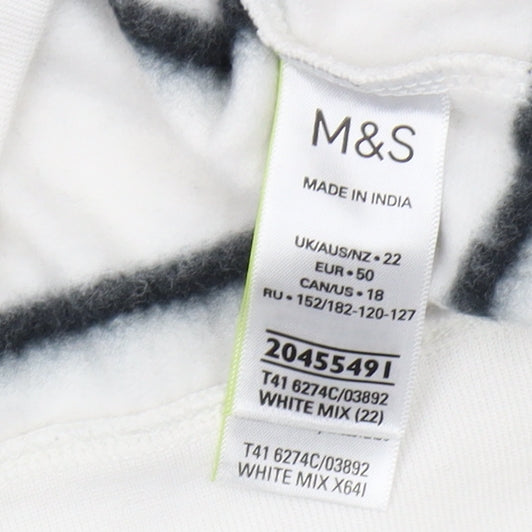 M&S
MADE IN INDIA
UK/AUS/NZ • 22
EUR • 50
CAN/US • 18
RU • 152/182-120-127
20455491
T41 6274C/03892
WHITE MIX (22)
T41 6274C/03892
WHITE MIX X64I